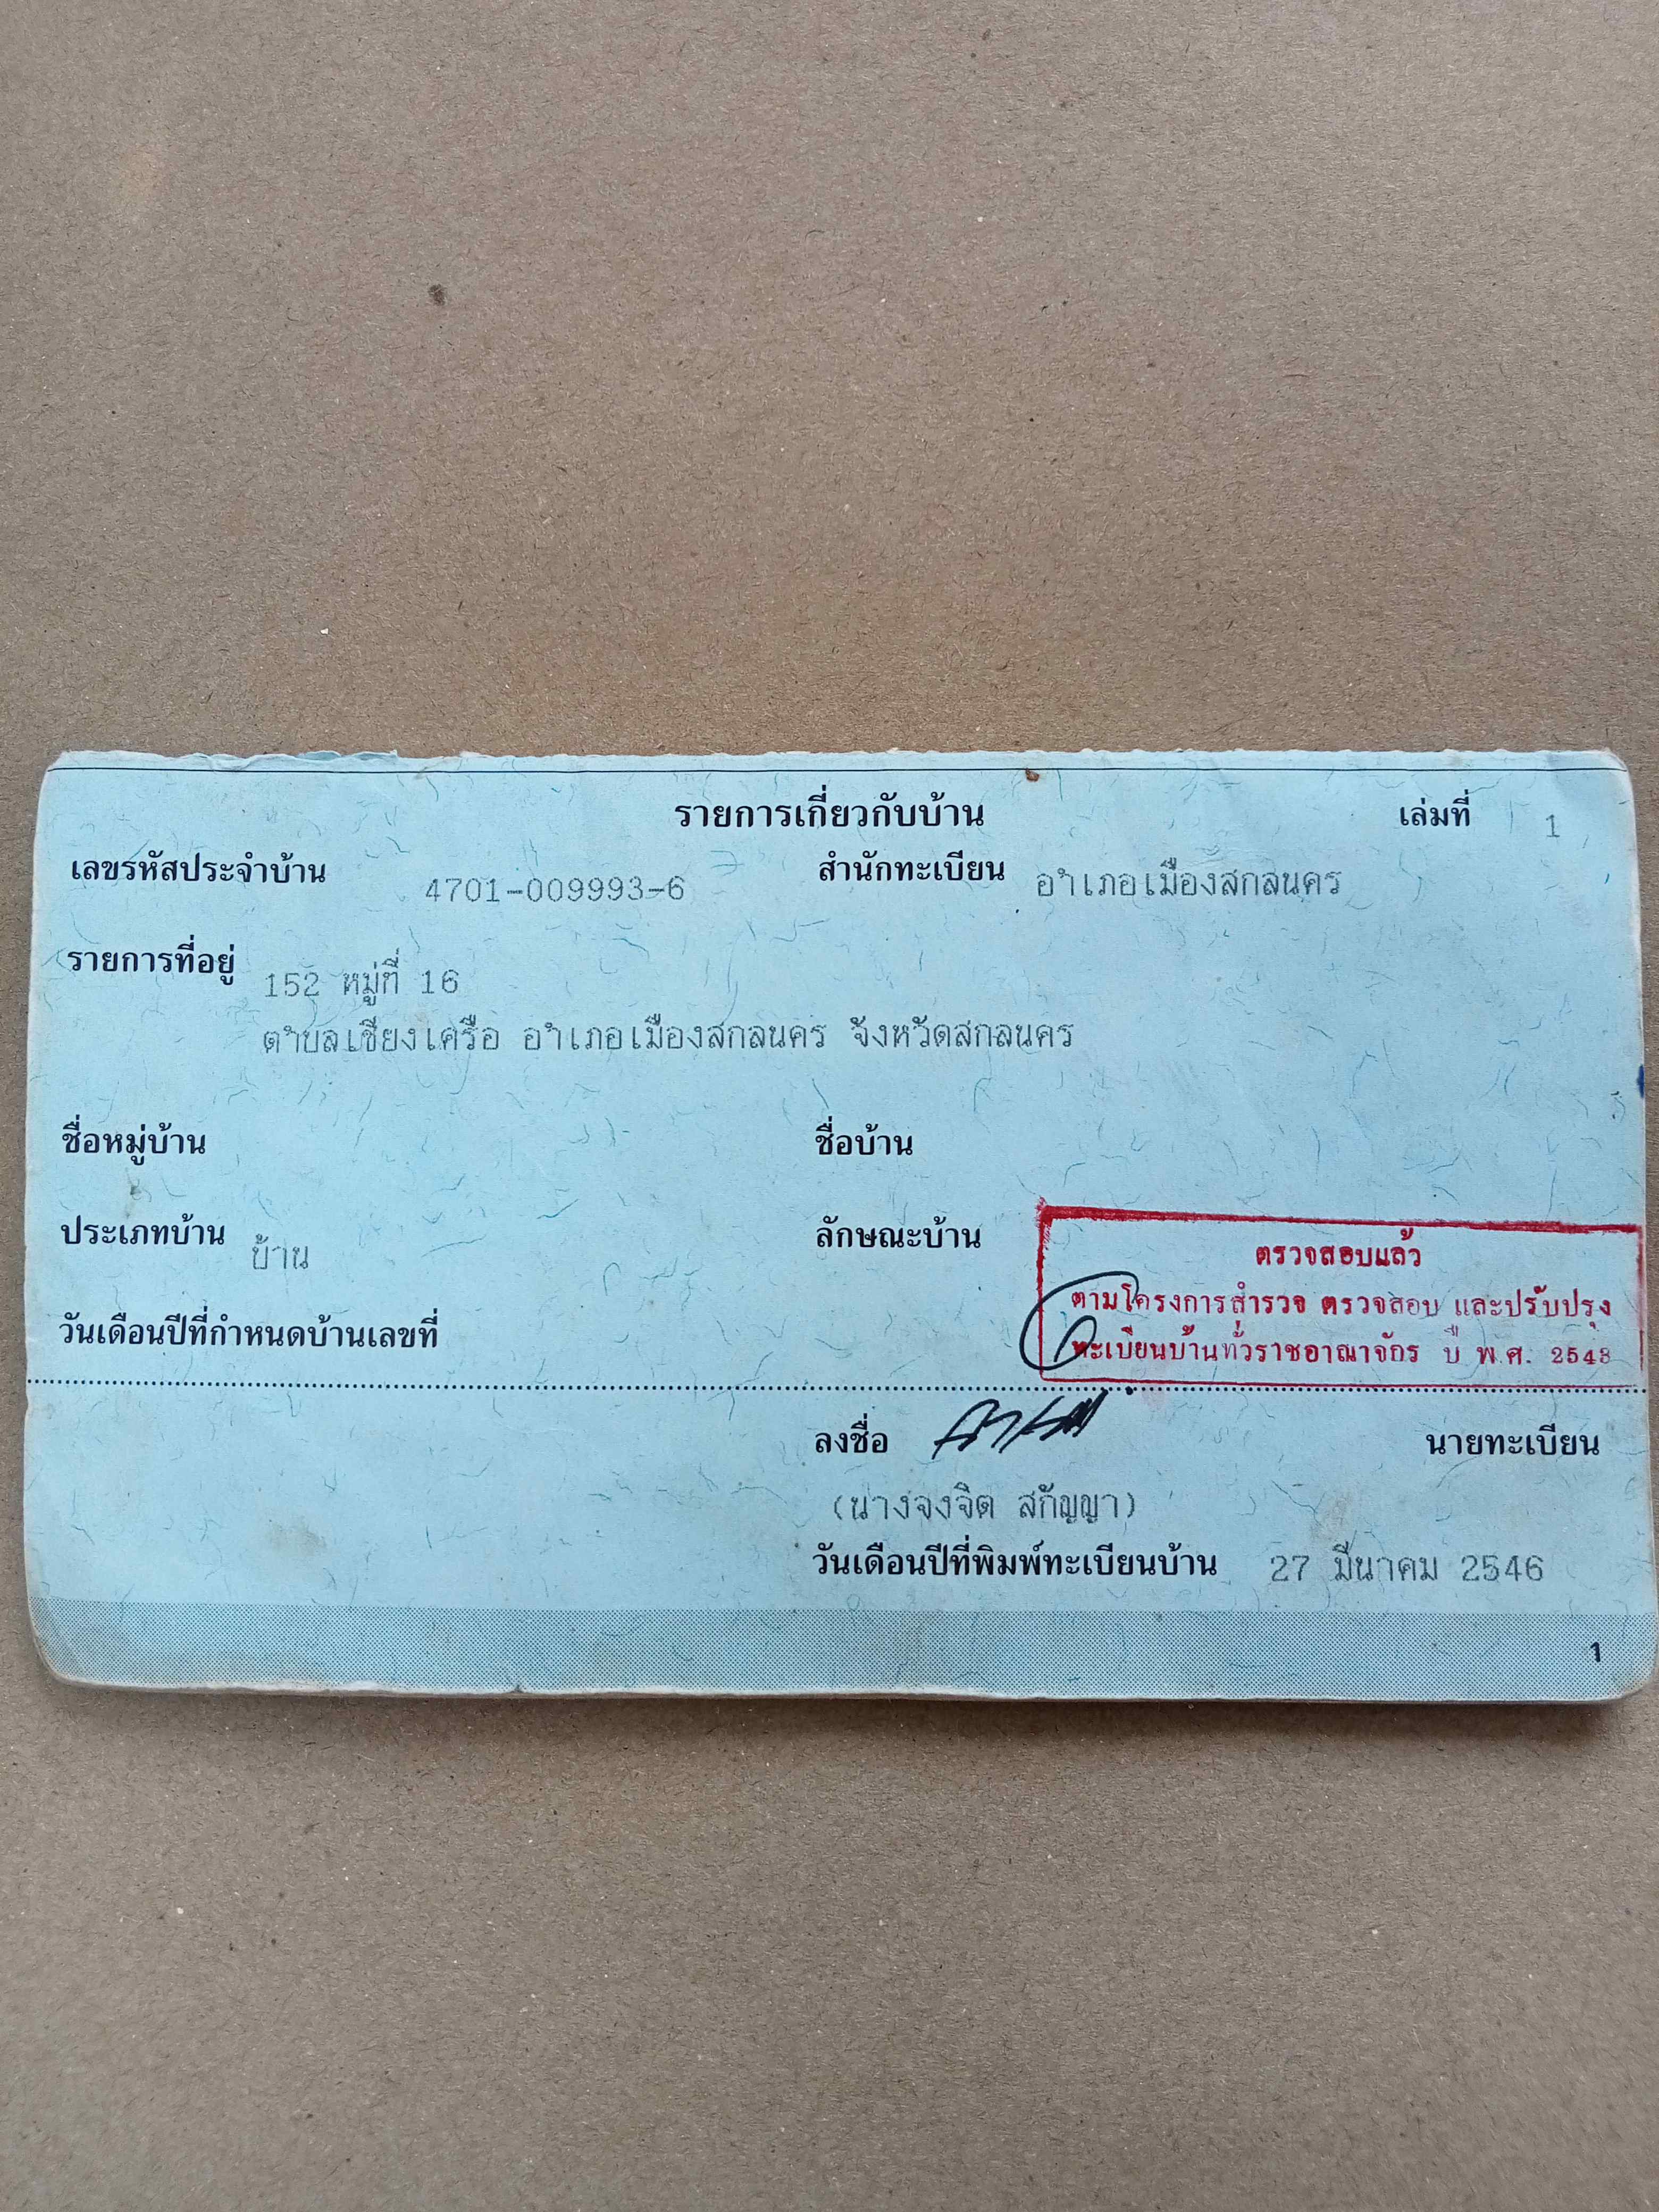 รายการเกี่ยวกับบ้าน เล่มที่ 1
เลขรหัสประจำบ้าน 4701-009993-6 สำนักทะเบียน อำเภอเมืองสกลนคร
รายการที่อยู่ 152 หมู่ที่ 16
ตำบลเชียงเครือ อำเภอเมืองสกลนคร จังหวัดสกลนคร
ชื่อหมู่บ้าน ชื่อบ้าน
ประเภทบ้าน บ้าน ลักษณะบ้าน
ตรวจสอบแล้ว
ตามโครงการสำรวจ ตรวจสอบ และปรับปรุง
ทะเบียนบ้านทั่วราชอาณาจักร ปี พ.ศ. 2543
วันเดือนปีที่กำหนดบ้านเลขที่
ลงชื่อ นายทะเบียน
(นางจงจิต สกัญญา)
วันเดือนปีที่พิมพ์ทะเบียนบ้าน 27 มีนาคม 2546
1